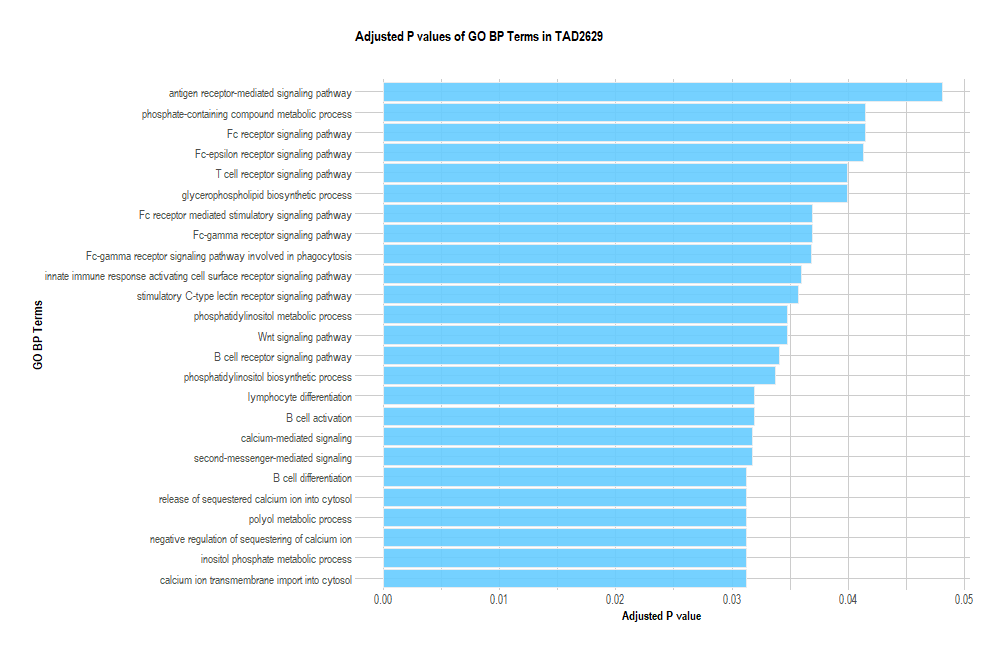 Adjusted P values of GO BP Terms in TAD2629
antigen receptor-mediated signaling pathway
phosphate-containing compound metabolic process
Fc receptor signaling pathway
Fc-epsilon receptor signaling pathway
T cell receptor signaling pathway
glycerophospholipid biosynthetic process
Fc receptor mediated stimulatory signaling pathway
Fc-gamma receptor signaling pathway
Fc-gamma receptor signaling pathway involved in phagocytosis
innate immune response activating cell surface receptor signaling pathway
stimulatory C-type lectin receptor signaling pathway
phosphatidylinositol metabolic process
Wnt signaling pathway
B cell receptor signaling pathway
phosphatidylinositol biosynthetic process
lymphocyte differentiation
B cell activation
calcium-mediated signaling
second-messenger-mediated signaling
B cell differentiation
release of sequestered calcium ion into cytosol
polyol metabolic process
negative regulation of sequestering of calcium ion
inositol phosphate metabolic process
calcium ion transmembrane import into cytosol
GO BP Terms
0.00 0.01 0.02 0.03 0.04 0.05
Adjusted P value